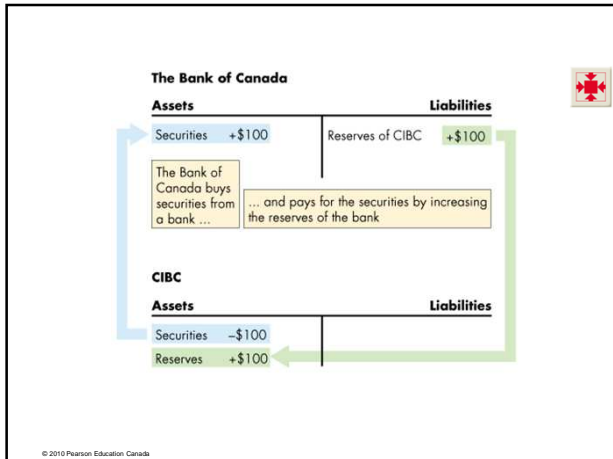 The Bank of Canada
Assets Liabilities
Securities +$100 Reserves of CIBC +$100
The Bank of
Canada buys
securities from
a bank ...
... and pays for the securities by increasing
the reserves of the bank
CIBC
Assets Liabilities
Securities –$100
Reserves +$100
© 2010 Pearson Education Canada